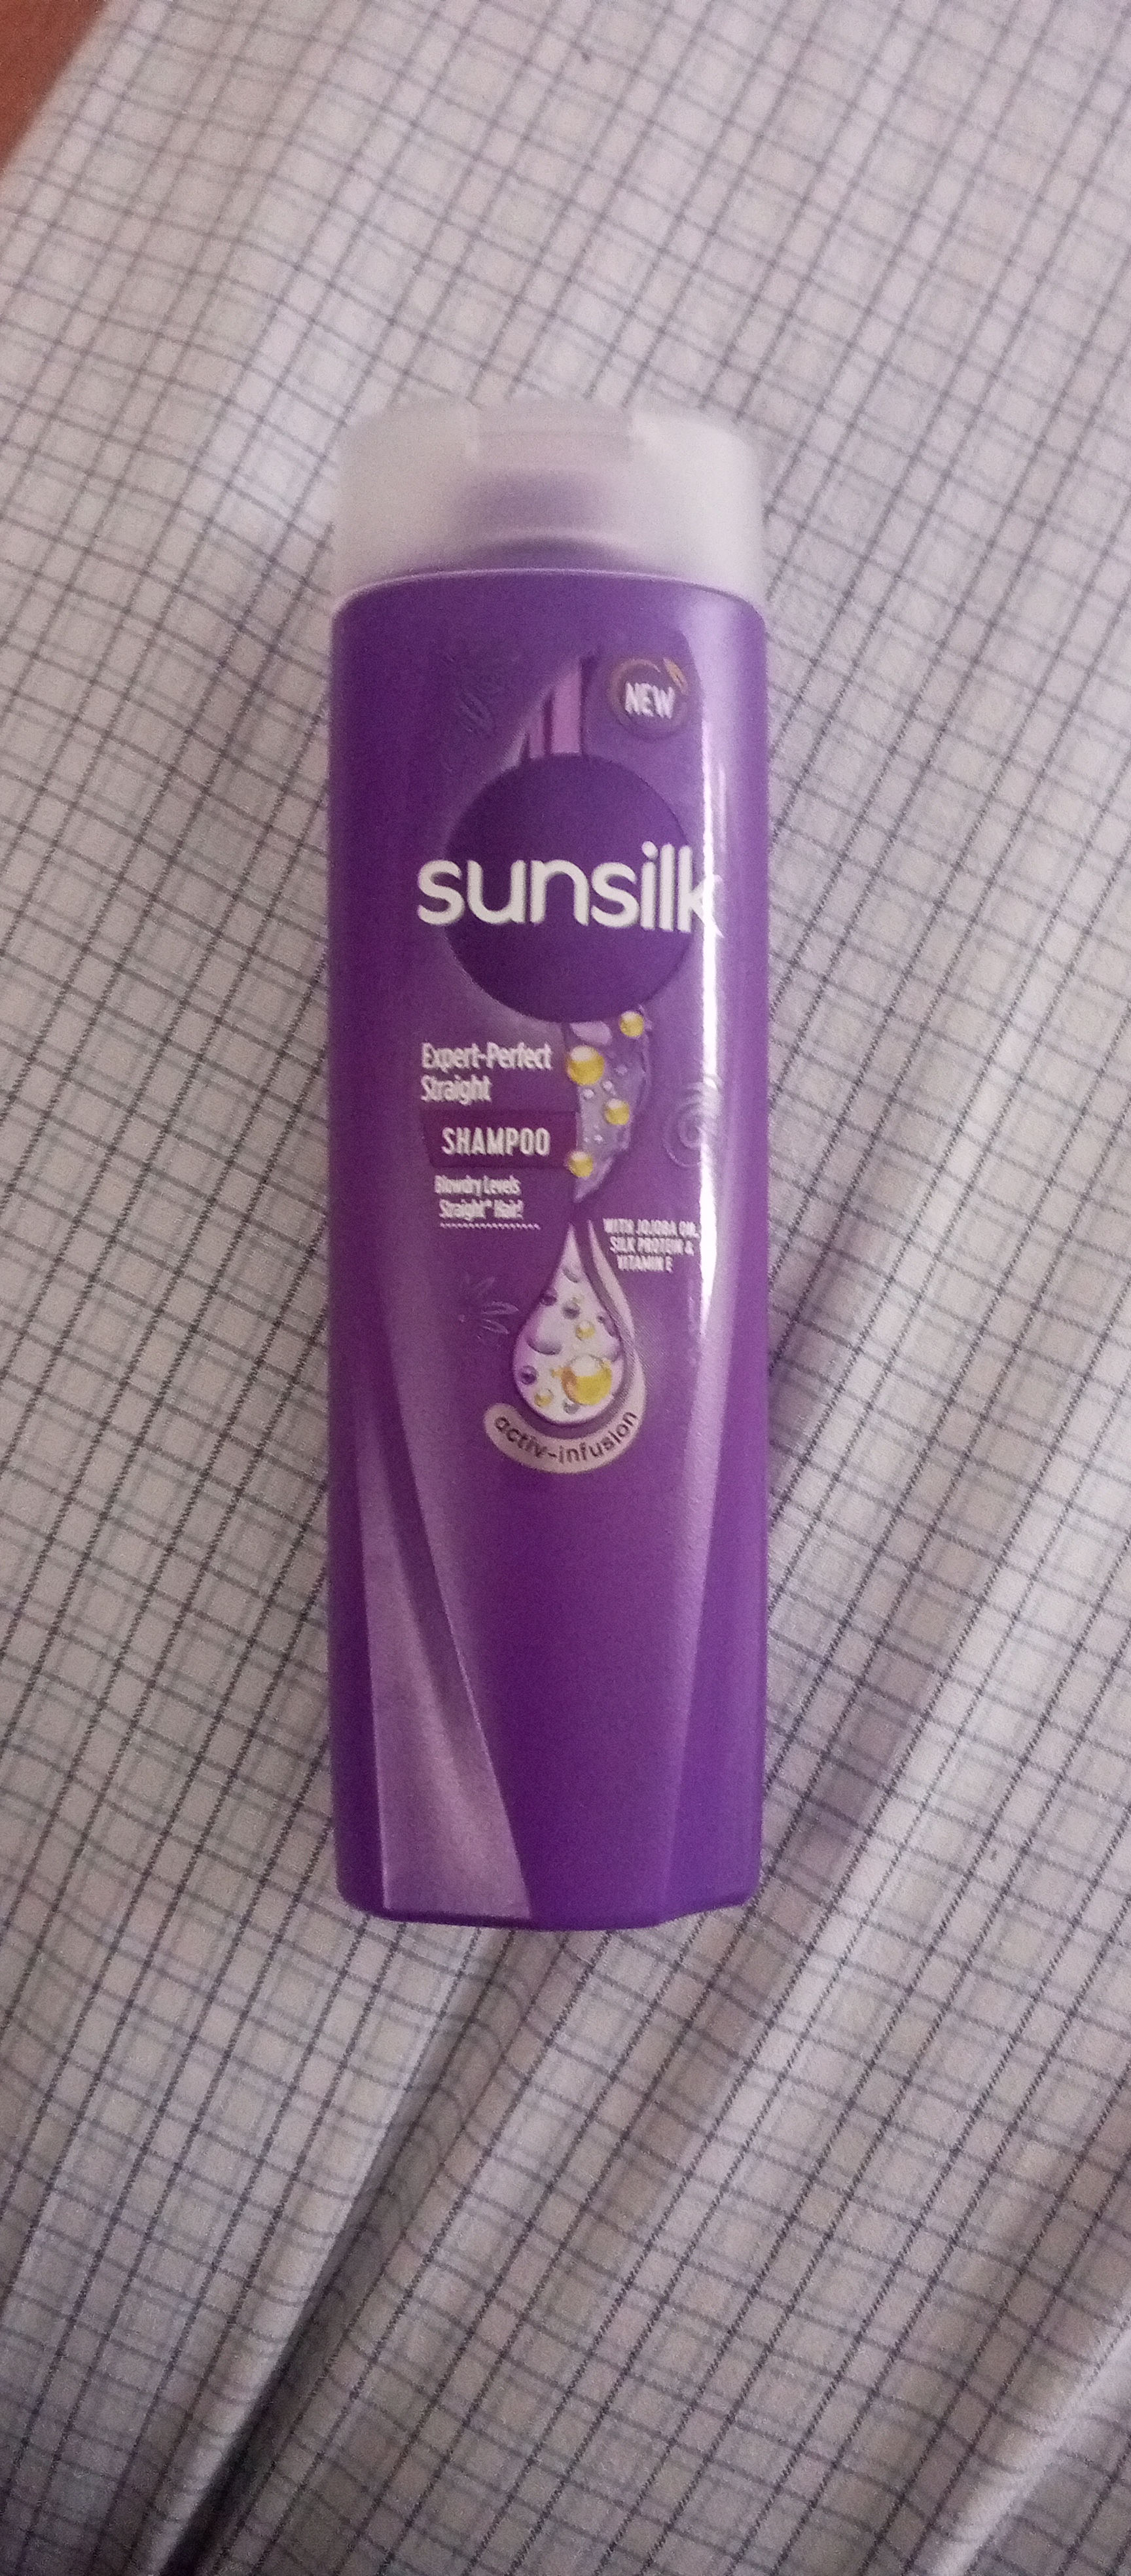 NEW
sunsilk
Expert-Perfect
Straight
SHAMPOO
Blowdry Levels
Straight* Hair!
WITH JOJOBA OIL,
SILK PROTEIN &
VITAMIN E
activ-infusion